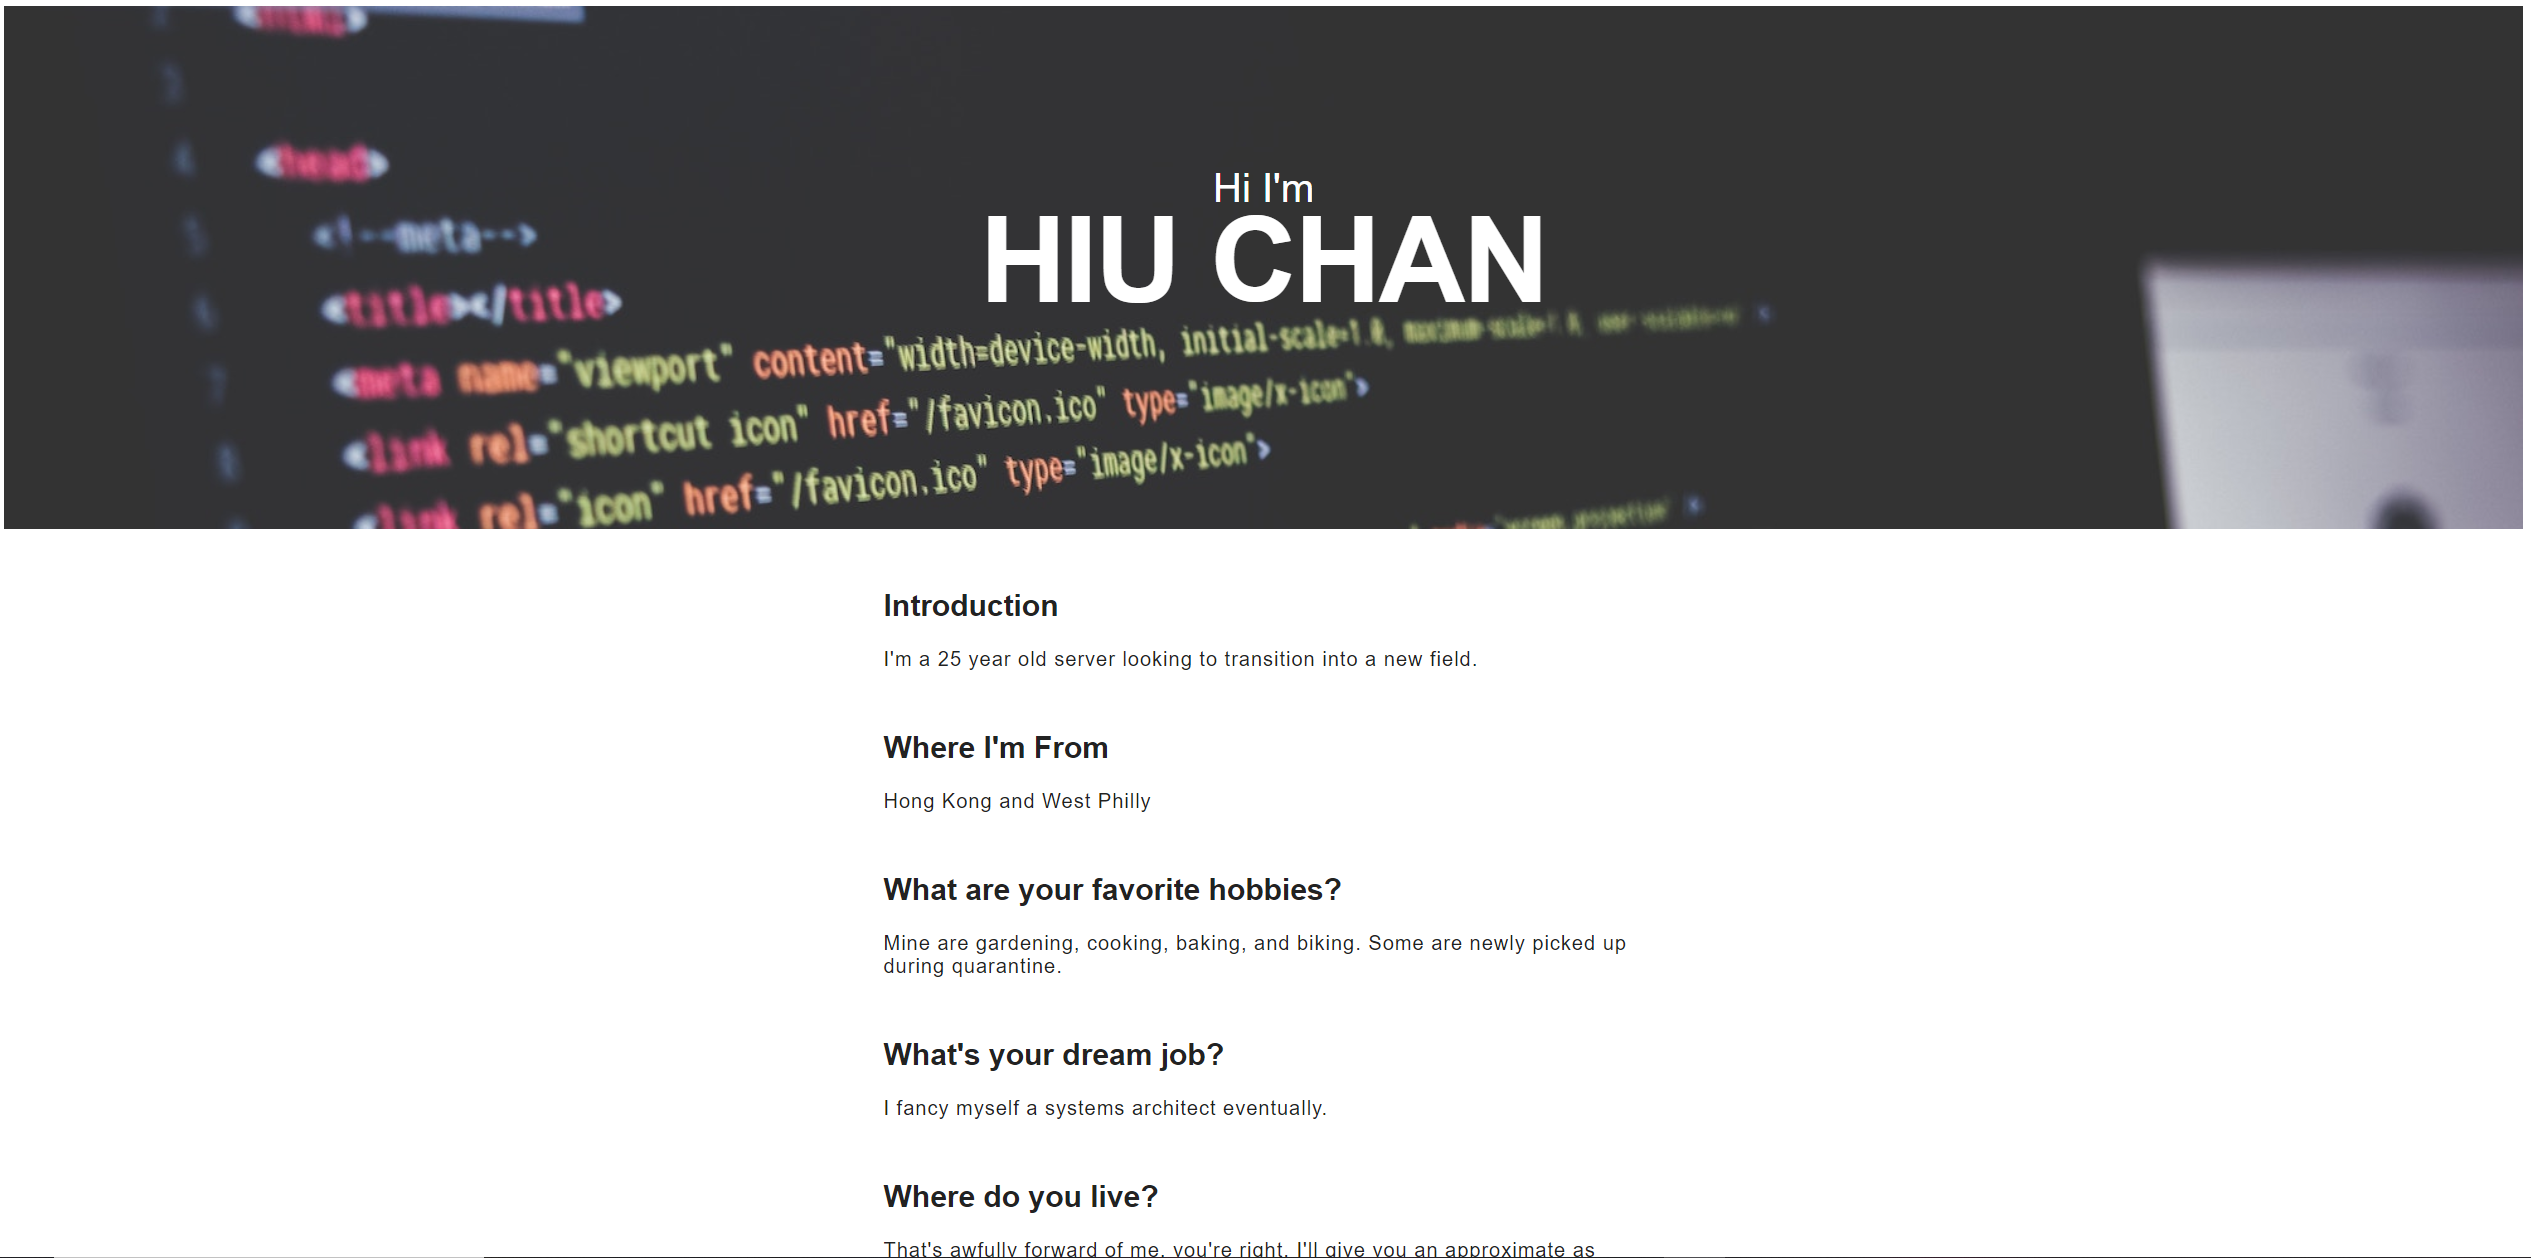 <head>
Hi I'm
<!--meta-->
HIU CHAN
<title></title>
<meta name="viewport" content="width=device-width, initial-scale=1.0,
<link rel="shortcut icon" href="/favicon.ico" type="image/x-icon">
<link rel="icon" href="/favicon.ico" type="image/x-icon">
Introduction
I'm a 25 year old server looking to transition into a new field.
Where I'm From
Hong Kong and West Philly
What are your favorite hobbies?
Mine are gardening, cooking, baking, and biking. Some are newly picked up
during quarantine.
What's your dream job?
I fancy myself a systems architect eventually.
Where do you live?
That's awfully forward of me, you're right. I'll give you an approximate as